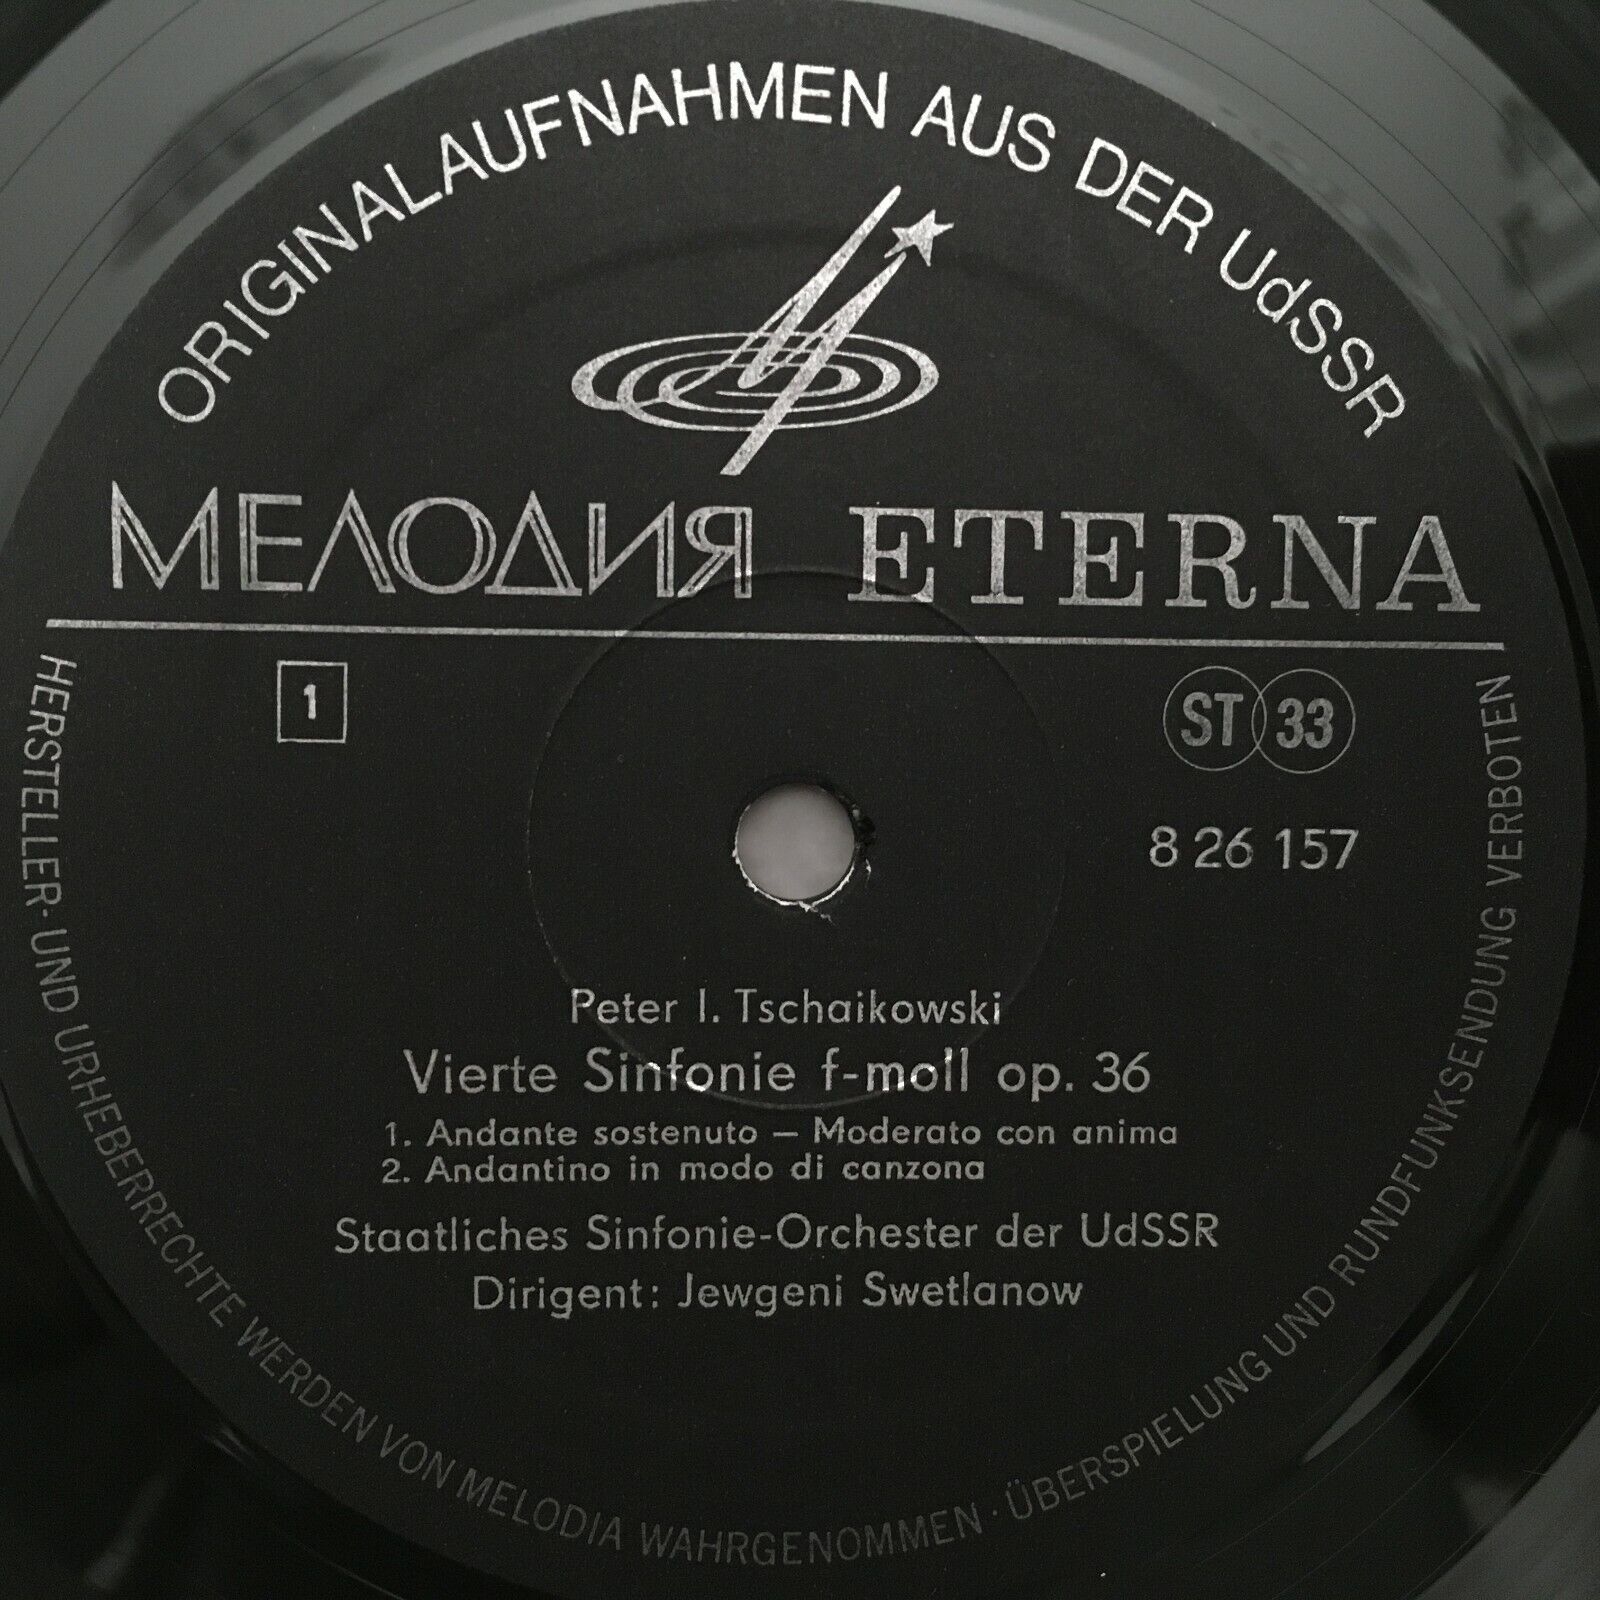 ORIGINALAUFNAHMEN AUS DER UdSSR
МЕЛОДИЯ ETERNA
1
ST 33
8 26 157
Peter I. Tschaikowski
Vierte Sinfonie f-moll op. 36
1. Andante sostenuto – Moderato con anima
2. Andantino in modo di canzona
Staatliches Sinfonie-Orchester der UdSSR
Dirigent: Jewgeni Swetlanow
HERSTELLER- UND URHEBERRECHTE WERDEN VON MELODIA WAHRGENOMMEN · ÜBERSPIELUNG UND RUNDFUNKSENDUNG VERBOTEN